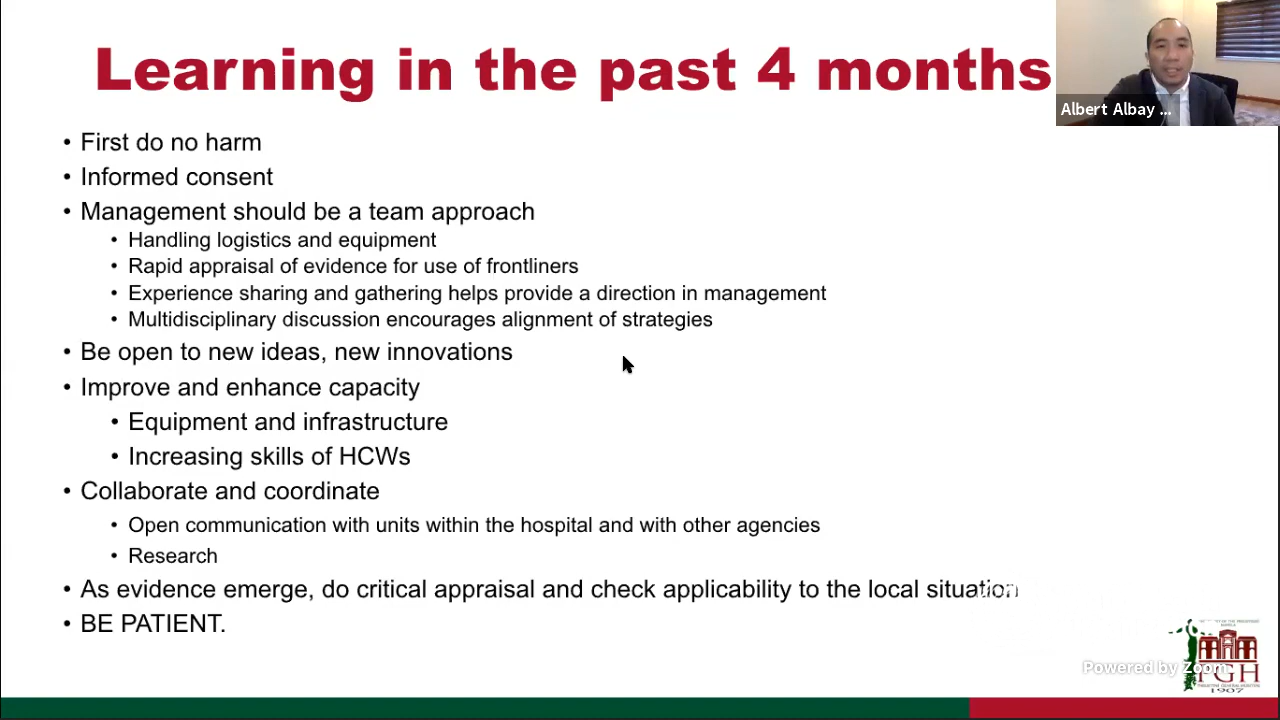 Learning in the past 4 months
Albert Albay ...
• First do no harm
• Informed consent
• Management should be a team approach
• Handling logistics and equipment
• Rapid appraisal of evidence for use of frontliners
• Experience sharing and gathering helps provide a direction in management
• Multidisciplinary discussion encourages alignment of strategies
• Be open to new ideas, new innovations
• Improve and enhance capacity
• Equipment and infrastructure
• Increasing skills of HCWs
• Collaborate and coordinate
• Open communication with units within the hospital and with other agencies
• Research
• As evidence emerge, do critical appraisal and check applicability to the local situation
• BE PATIENT.
Powered by Zoom
PGH
1907